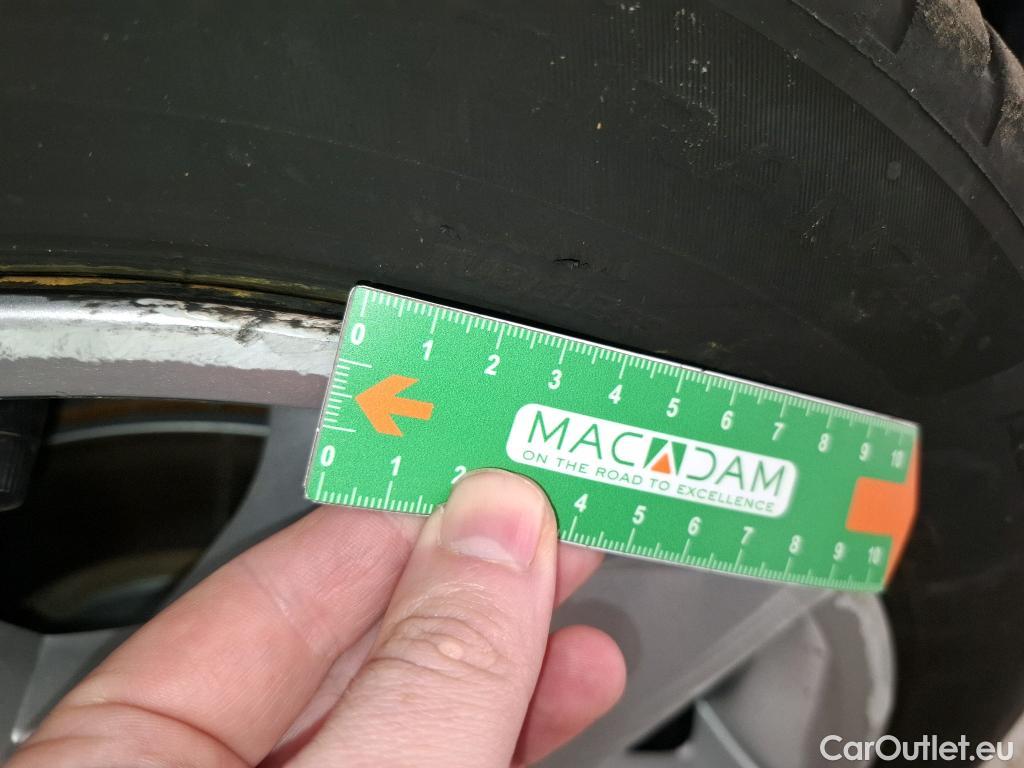 0 1 2 3 4 5 6 7 8 9 10
MACADAM
ON THE ROAD TO EXCELLENCE
0 1 2 4 5 6 7 8 9 10
CarOutlet.eu